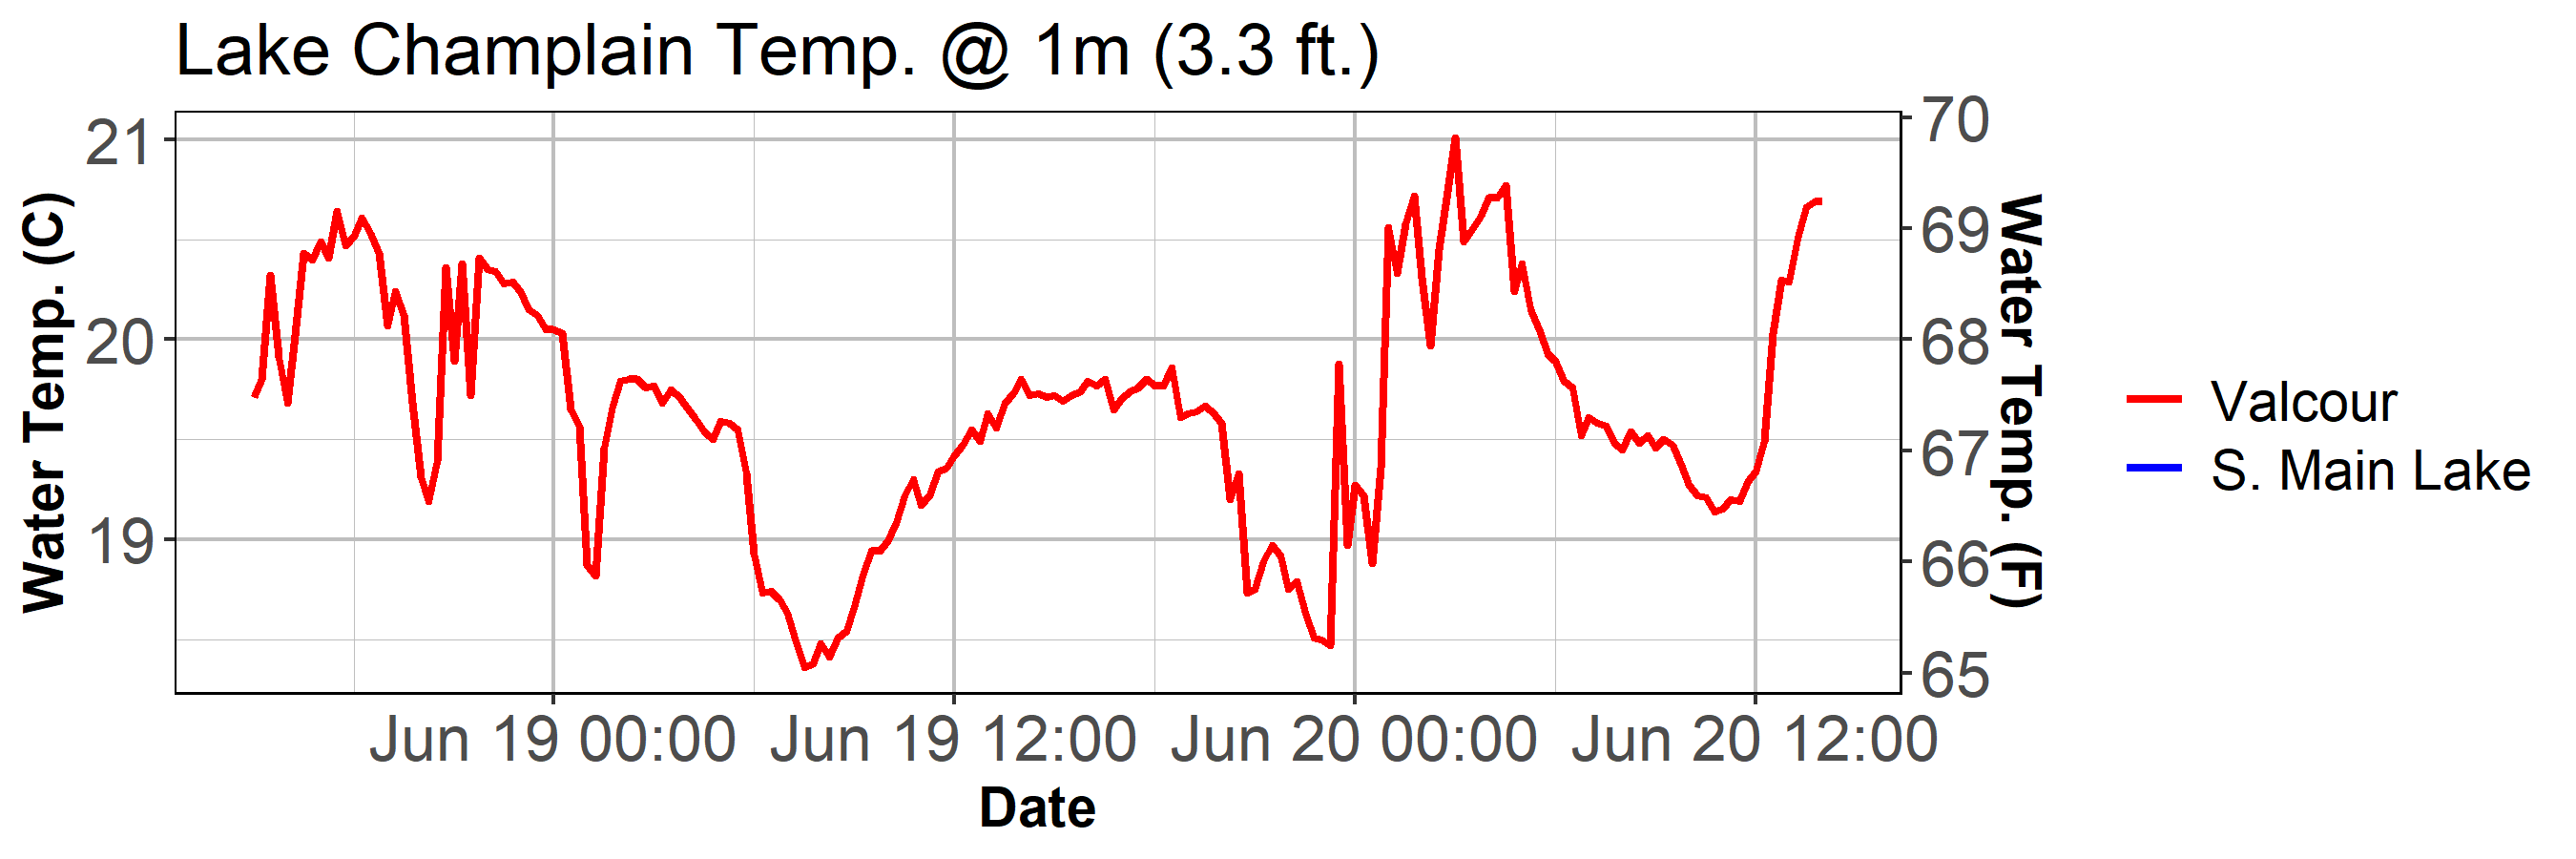 Lake Champlain Temp. @ 1m (3.3 ft.)
Water Temp. (C)
21
20
19
70
69
68
67
66
65
Water Temp. (F)
Jun 19 00:00
Jun 19 12:00
Jun 20 00:00
Jun 20 12:00
Date
Valcour
S. Main Lake